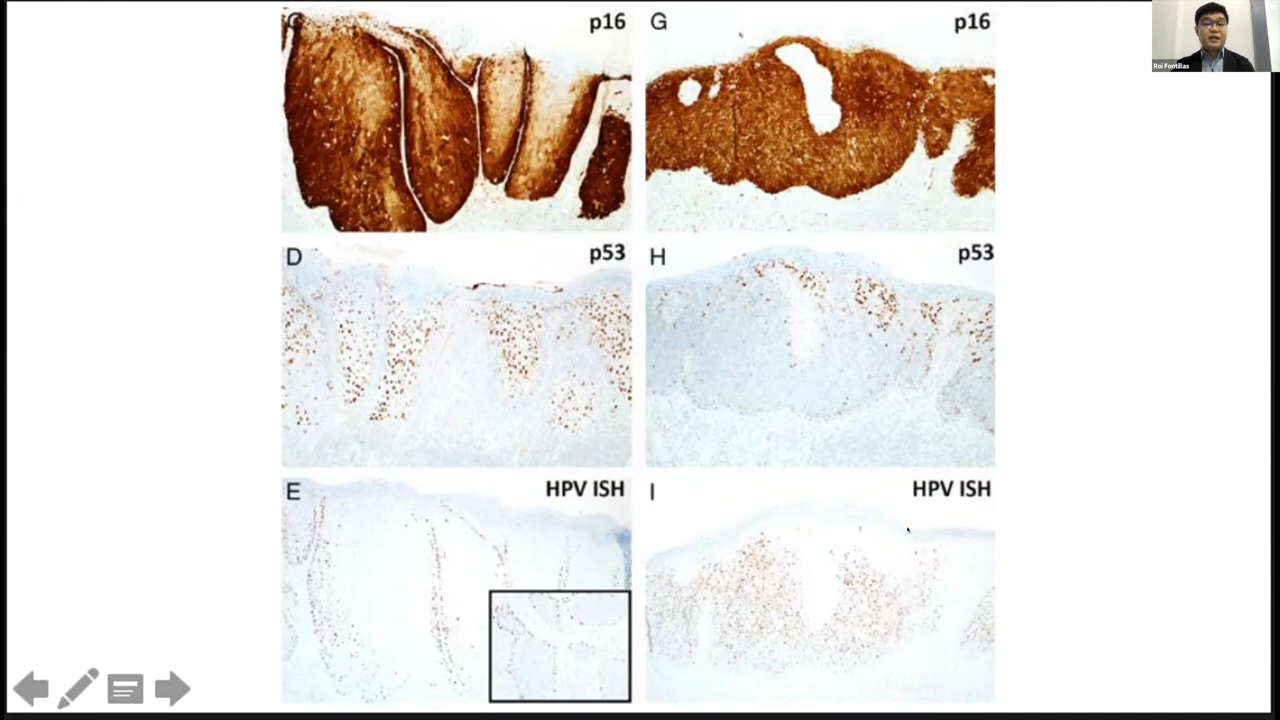 C
p16
G
p16
Roi Fontillas
D
p53
H
p53
E
HPV ISH
I
HPV ISH